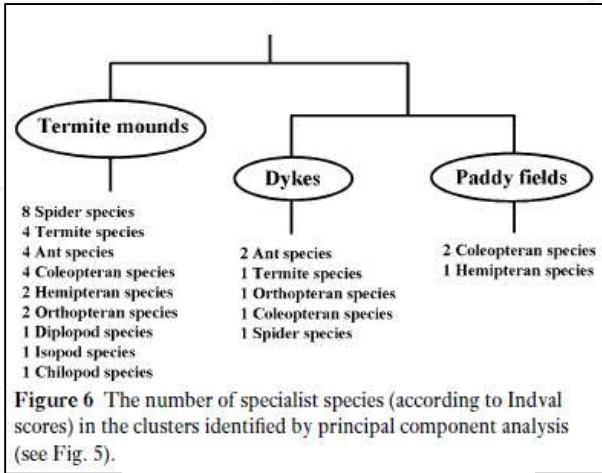 Termite mounds
8 Spider species
4 Termite species
4 Ant species
4 Coleopteran species
2 Hemipteran species
2 Orthopteran species
1 Diplopod species
1 Isopod species
1 Chilopod species
Dykes
2 Ant species
1 Termite species
1 Orthopteran species
1 Coleopteran species
1 Spider species
Paddy fields
2 Coleopteran species
1 Hemipteran species
Figure 6 The number of specialist species (according to Indval
scores) in the clusters identified by principal component analysis
(see Fig. 5).